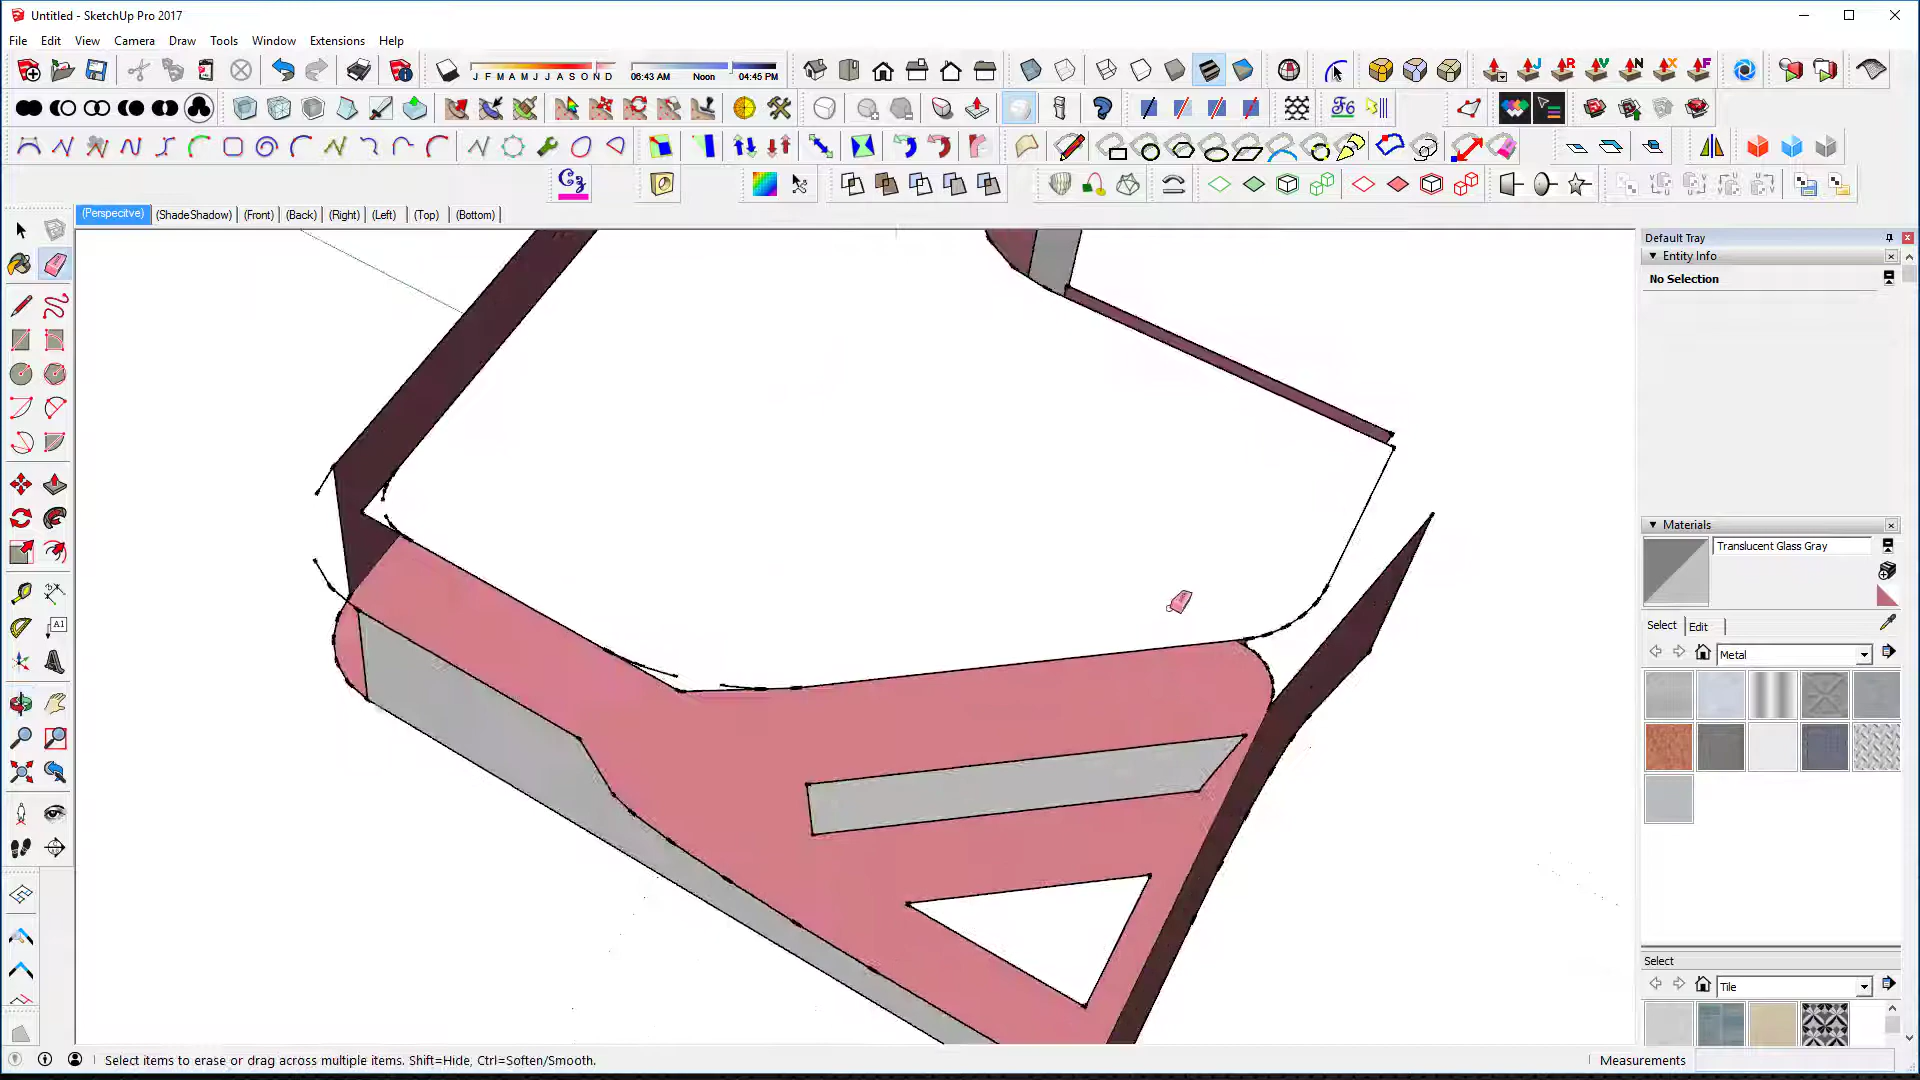 Untitled - SketchUp Pro 2017
File Edit View Camera Draw Tools Window Extensions Help
J F M A M J J A S O N D
06:43 AM Noon 04:45 PM
(Perspecitve) (ShadeShadow) (Front) (Back) (Right) (Left) (Top) (Bottom)
Default Tray
Entity Info
No Selection
Materials
Translucent Glass Gray
Select Edit
Metal
Select
Tile
Select items to erase or drag across multiple items. Shift=Hide, Ctrl=Soften/Smooth.
Measurements